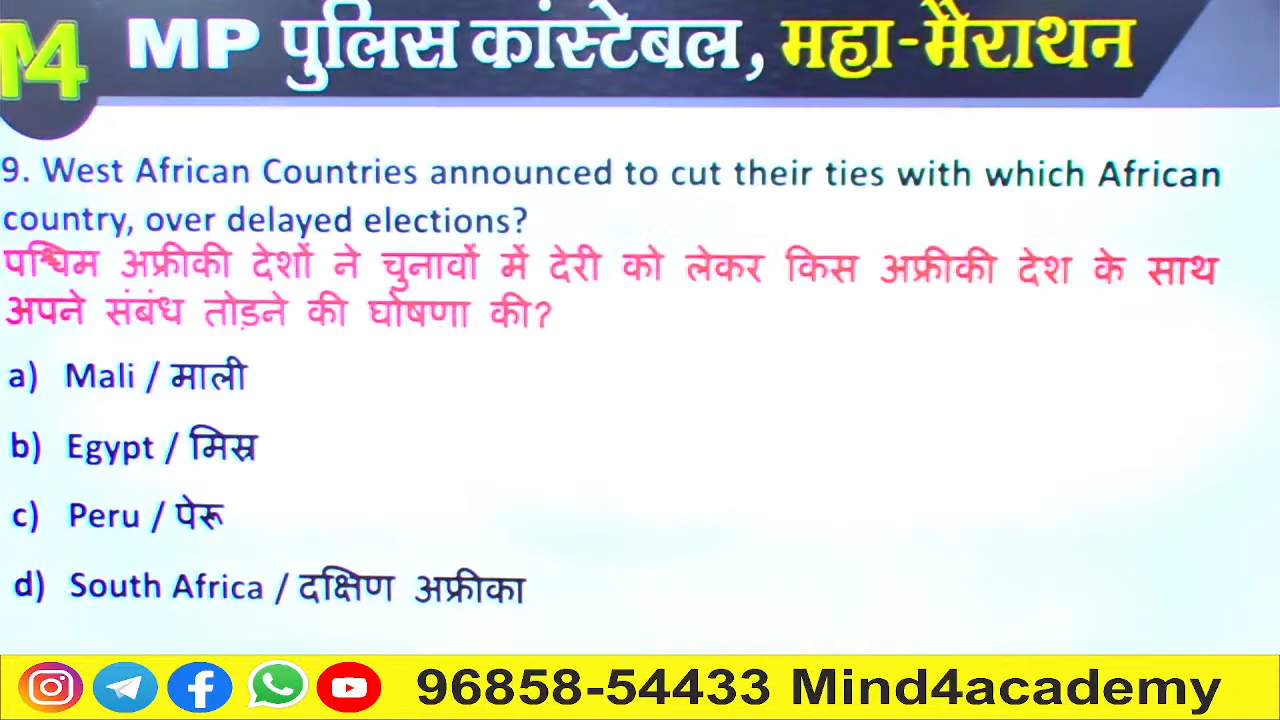 M4 MP पुलिस कांस्टेबल, महा-मैराथन
9. West African Countries announced to cut their ties with which African
country, over delayed elections?
पश्चिम अफ्रीकी देशों ने चुनावों में देरी को लेकर किस अफ्रीकी देश के साथ
अपने संबंध तोड़ने की घोषणा की?
a) Mali / माली
b) Egypt / मिस्र
c) Peru / पेरू
d) South Africa / दक्षिण अफ्रीका
96858-54433 Mind4academy